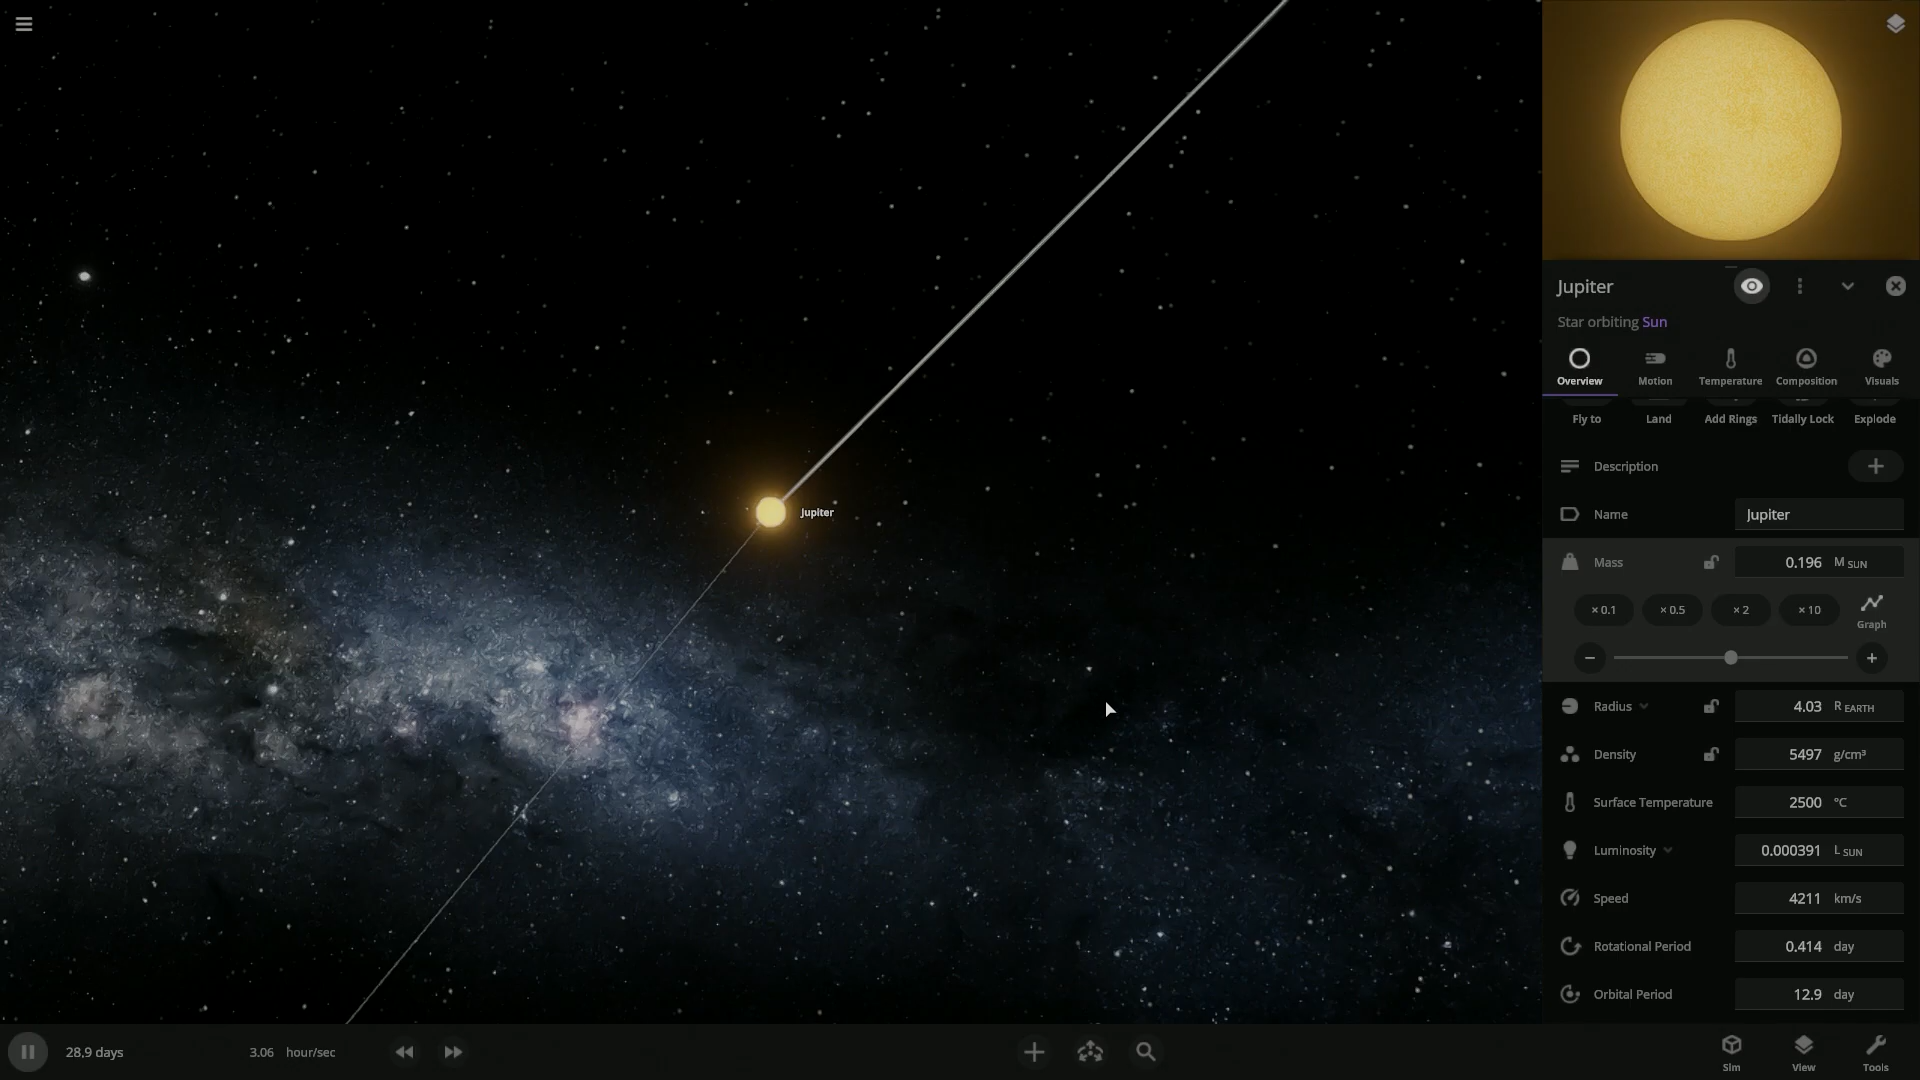 Jupiter
Jupiter
Star orbiting Sun
Overview Motion Temperature Composition Visuals
Fly to Land Add Rings Tidally Lock Explode
Description
Name Jupiter
Mass 0.196 M SUN
× 0.1 × 0.5 × 2 × 10 Graph
Radius 4.03 R EARTH
Density 5497 g/cm³
Surface Temperature 2500 °C
Luminosity 0.000391 L SUN
Speed 4211 km/s
Rotational Period 0.414 day
Orbital Period 12.9 day
28.9 days 3.06 hour/sec
Sim View Tools